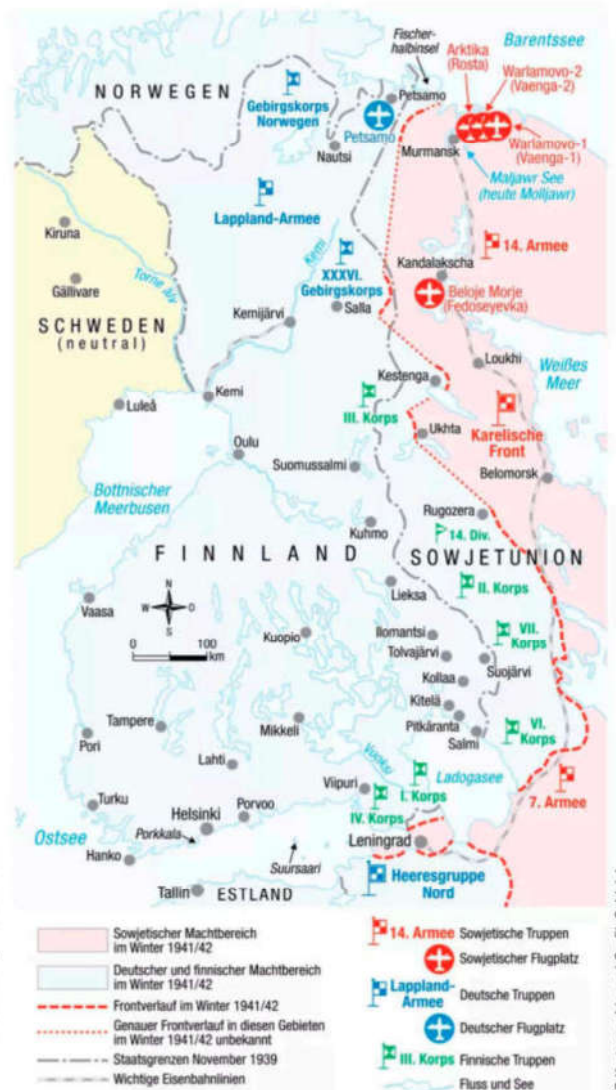 Fischer-
halbinsel
Barentssee
Arktika
(Rosta)
Warlamovo-2
(Vaenga-2)
NORWEGEN
Gebirgskorps
Norwegen
Petsamo
Petsamo
Nautsi
Murmansk
Warlamovo-1
(Vaenga-1)
Maljawr See
(heute Molljawr)
Lappland-Armee
Kiruna
Kemi
XXXVI.
Gebirgskorps
14. Armee
Kandalakscha
Torne älv
Gällivare
Salla
Beloje Morje
(Fedoseyevka)
SCHWEDEN
(neutral)
Kemijärvi
Loukhi
Weißes
Meer
Kestenga
Kemi
Luleå
III. Korps
Karelische
Front
Ukhta
Oulu
Suomussalmi
Belomorsk
Bottnischer
Meerbusen
Rugozera
Kuhmo
14. Div.
FINNLAND
SOWJETUNION
N
W O
S
Lieksa
II. Korps
Vaasa
0 100
km
Kuopio
Ilomantsi
Tolvajärvi
VII.
Korps
Suojärvi
Kollaa
Kitelä
Tampere
Mikkeli
Pitkäranta
VI.
Korps
Pori
Salmi
Lahti
Vuoksi
Ladogasee
Viipuri
I. Korps
7. Armee
Turku
Helsinki
Porvoo
IV. Korps
Ostsee
Porkkala
Leningrad
Hanko
Suursaari
Tallin
ESTLAND
Heeresgruppe
Nord
Sowjetischer Machtbereich
im Winter 1941/42
Deutscher und finnischer Machtbereich
im Winter 1941/42
Frontverlauf im Winter 1941/42
Genauer Frontverlauf in diesen Gebieten
im Winter 1941/42 unbekannt
Staatsgrenzen November 1939
Wichtige Eisenbahnlinien
14. Armee Sowjetische Truppen
Sowjetischer Flugplatz
Lappland-
Armee Deutsche Truppen
Deutscher Flugplatz
III. Korps Finnische Truppen
Fluss und See